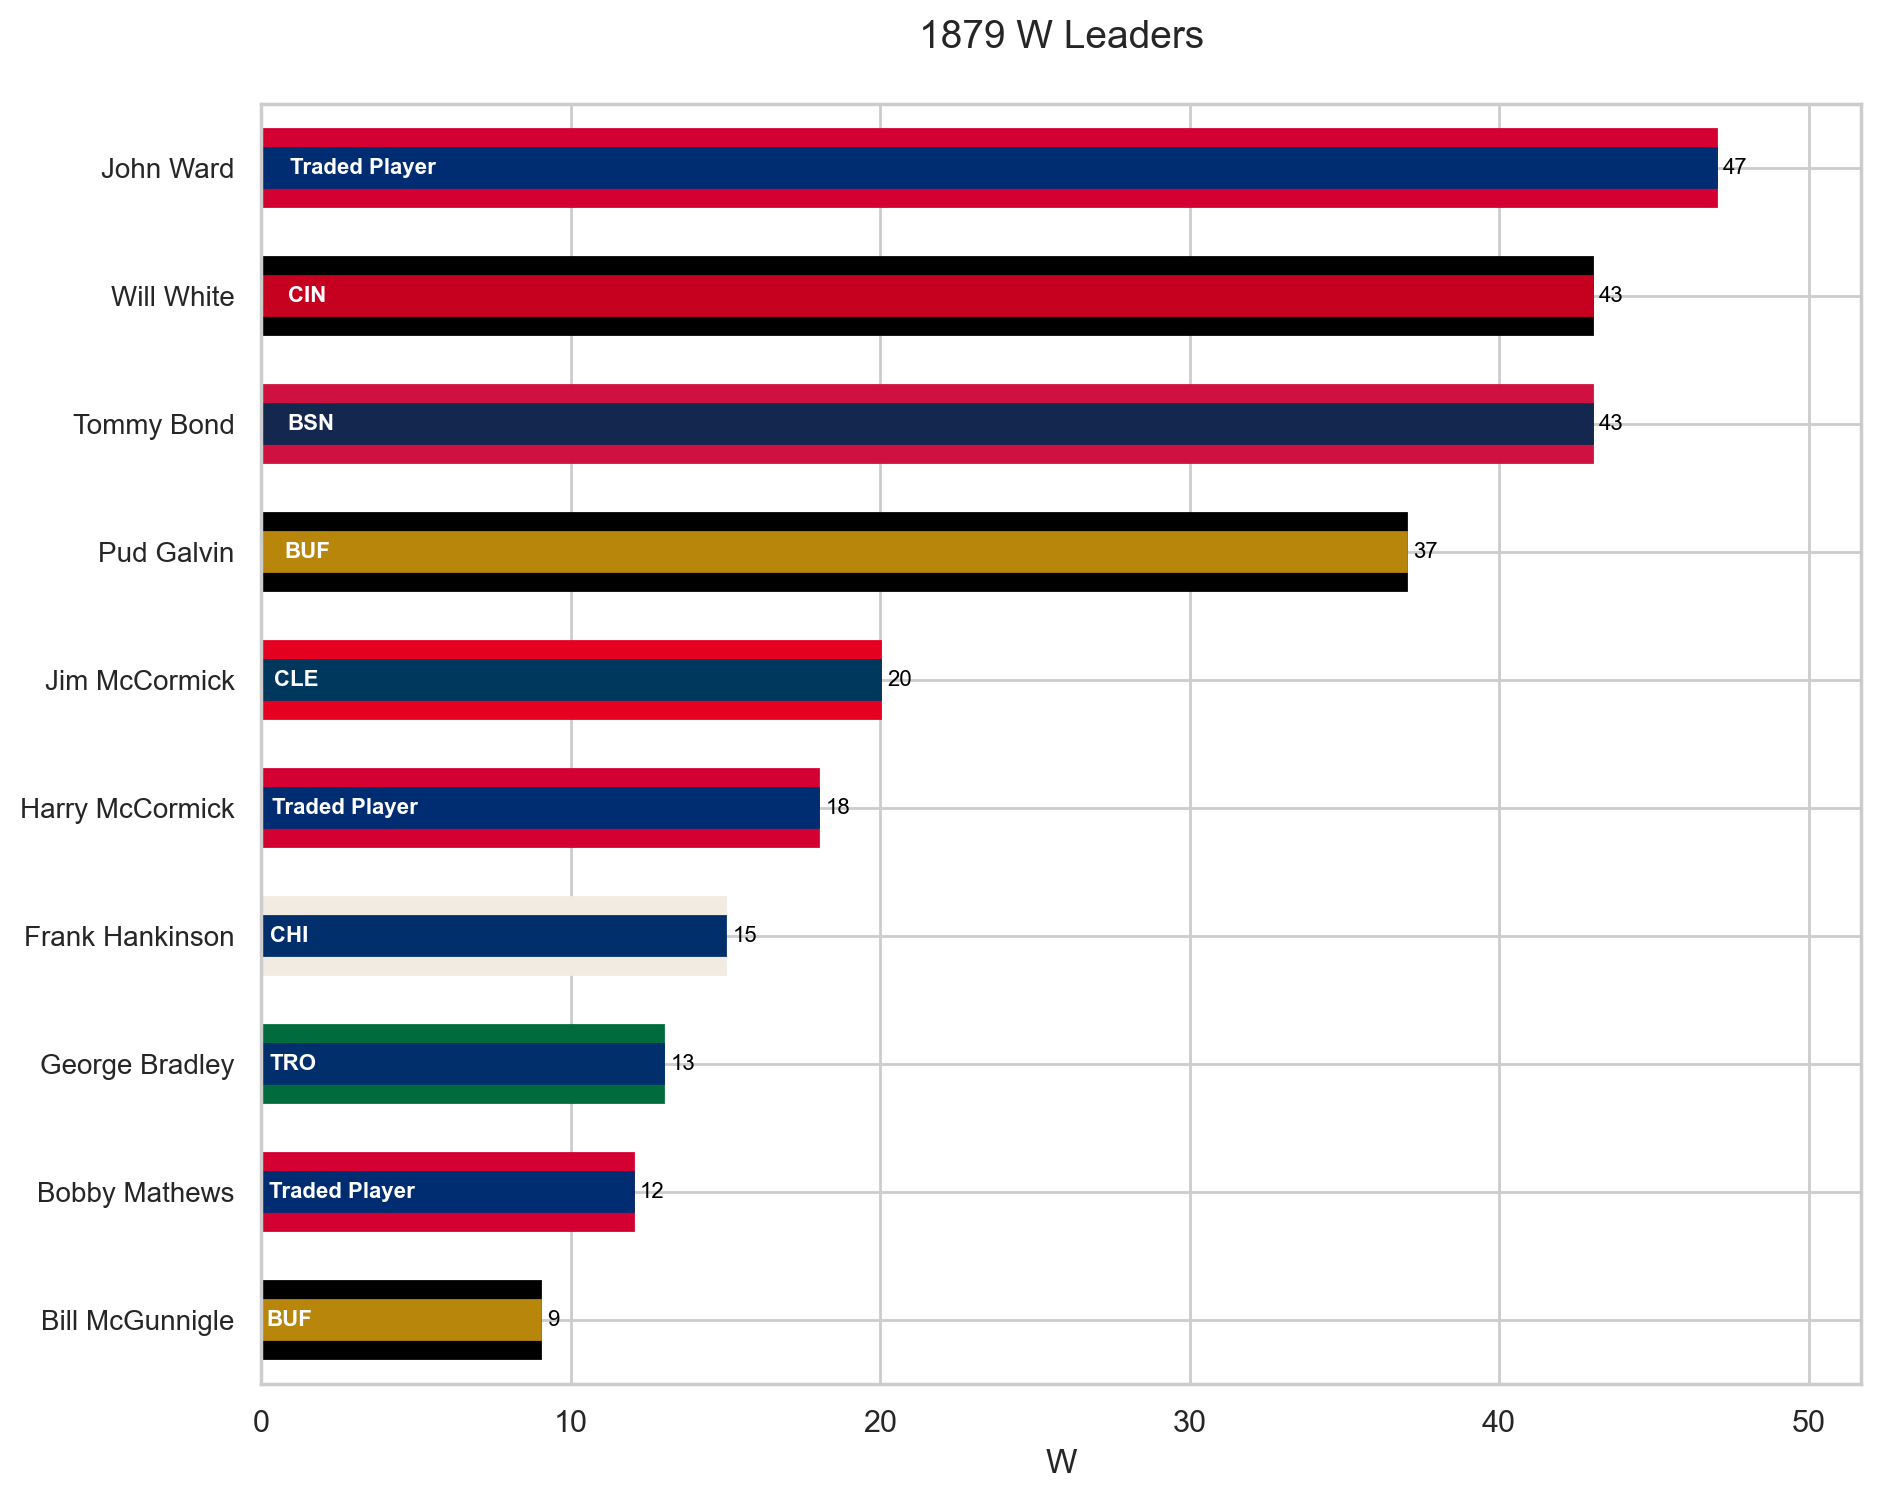 1879 W Leaders
John Ward
Traded Player
47
Will White
CIN
43
Tommy Bond
BSN
43
Pud Galvin
BUF
37
Jim McCormick
CLE
20
Harry McCormick
Traded Player
18
Frank Hankinson
CHI
15
George Bradley
TRO
13
Bobby Mathews
Traded Player
12
Bill McGunnigle
BUF
9
0 10 20 30 40 50
W